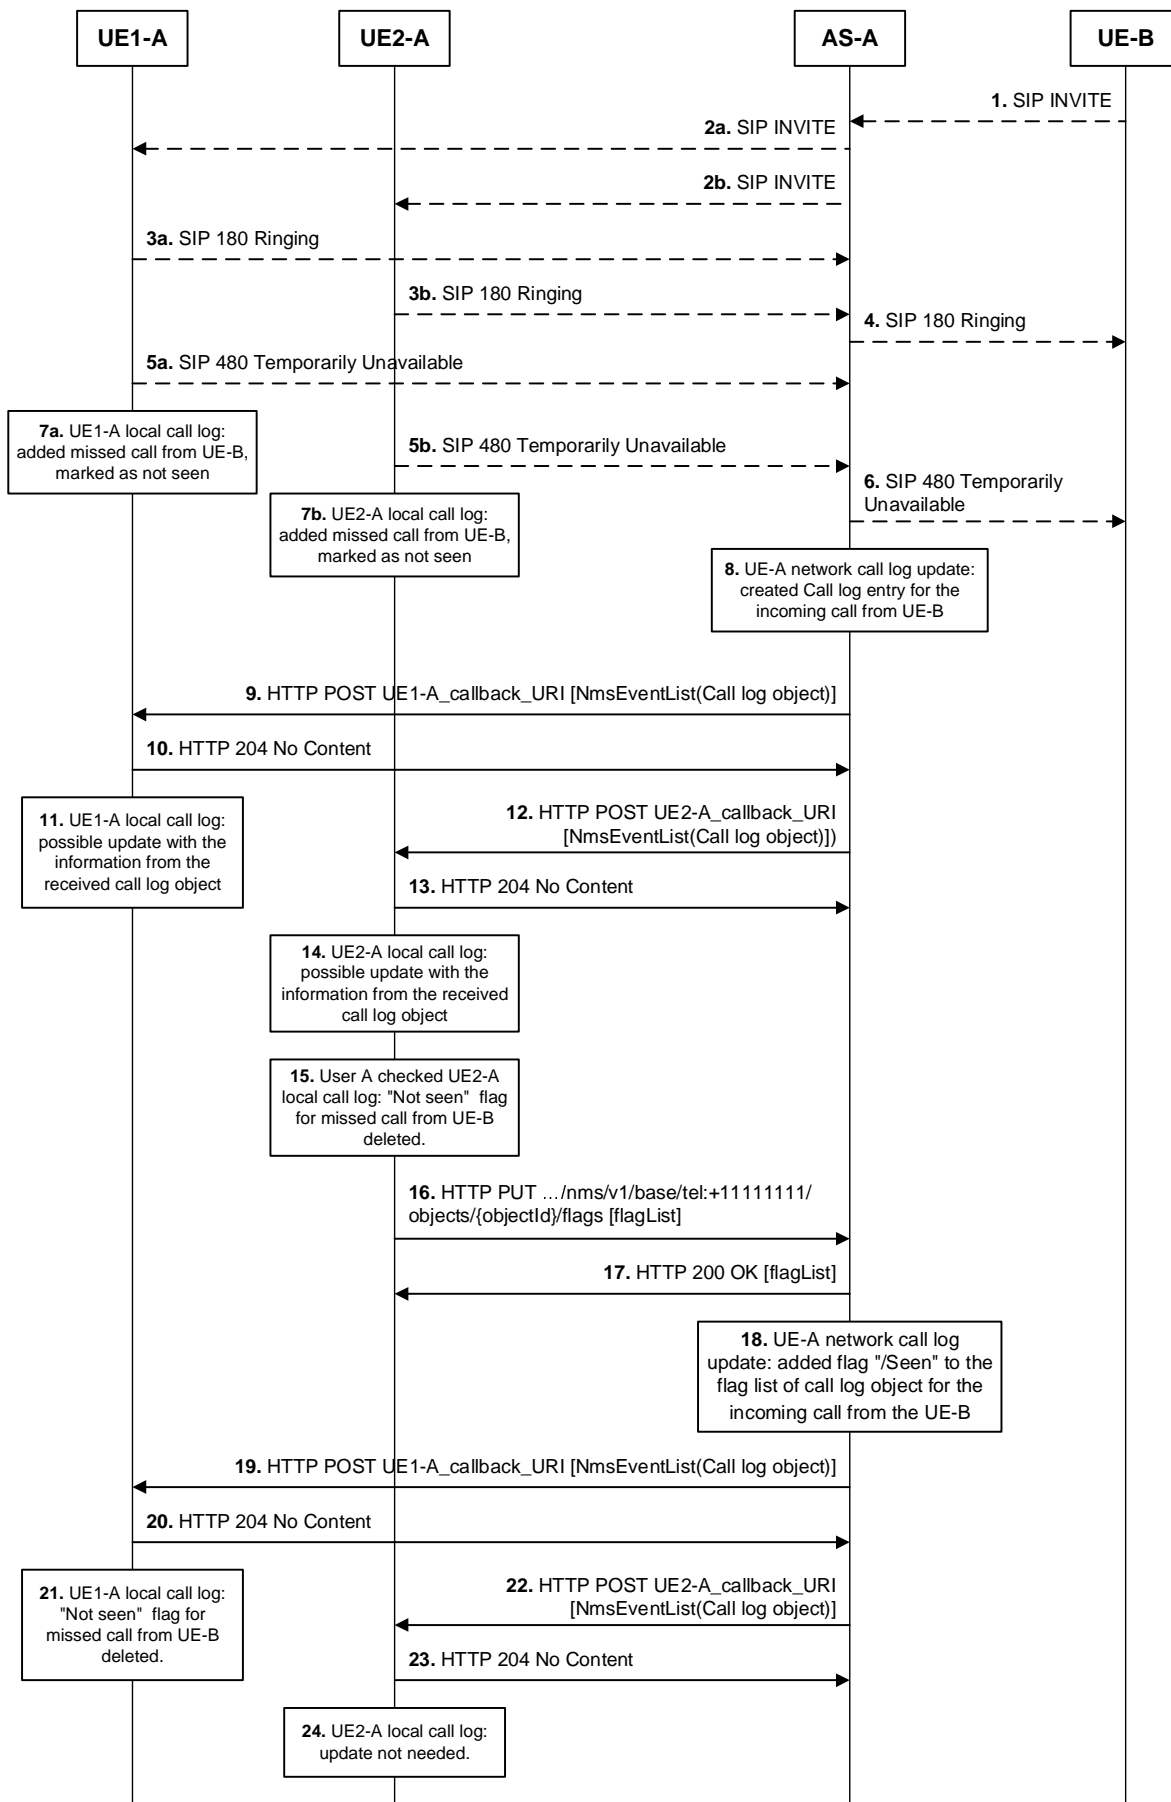 UE1-A
UE2-A
AS-A
UE-B
1. SIP INVITE
2a. SIP INVITE
2b. SIP INVITE
3a. SIP 180 Ringing
3b. SIP 180 Ringing
4. SIP 180 Ringing
5a. SIP 480 Temporarily Unavailable
7a. UE1-A local call log:
added missed call from UE-B,
marked as not seen
5b. SIP 480 Temporarily Unavailable
6. SIP 480 Temporarily
Unavailable
7b. UE2-A local call log:
added missed call from UE-B,
marked as not seen
8. UE-A network call log update:
created Call log entry for the
incoming call from UE-B
9. HTTP POST UE1-A_callback_URI [NmsEventList(Call log object)]
10. HTTP 204 No Content
11. UE1-A local call log:
possible update with the
information from the
received call log object
12. HTTP POST UE2-A_callback_URI
[NmsEventList(Call log object)])
13. HTTP 204 No Content
14. UE2-A local call log:
possible update with the
information from the received
call log object
15. User A checked UE2-A
local call log: "Not seen" flag
for missed call from UE-B
deleted.
16. HTTP PUT …/nms/v1/base/tel:+11111111/
objects/{objectId}/flags [flagList]
17. HTTP 200 OK [flagList]
18. UE-A network call log
update: added flag "/Seen" to the
flag list of call log object for the
incoming call from the UE-B
19. HTTP POST UE1-A_callback_URI [NmsEventList(Call log object)]
20. HTTP 204 No Content
21. UE1-A local call log:
"Not seen" flag for
missed call from UE-B
deleted.
22. HTTP POST UE2-A_callback_URI
[NmsEventList(Call log object)]
23. HTTP 204 No Content
24. UE2-A local call log:
update not needed.